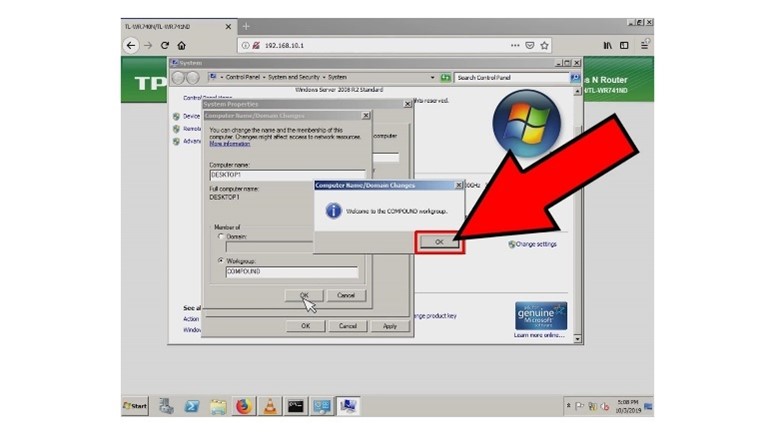 TL-WR740N/TL-WR741ND
192.168.10.1
TP
s N Router
TL-WR741ND
System
Control Panel
System and Security
System
Search Control Panel
Windows Server 2008 R2 Standard
hts reserved.
Device
Remote
Advan
System Properties
Computer Name/Domain Changes
You can change the name and the membership of this
computer. Changes might affect access to network resources.
More information
computer
Computer name:
DESKTOP1
Full computer name:
DESKTOP1
Computer Name/Domain Changes
Welcome to the COMPOUND workgroup.
OK
Member of
Domain:
Workgroup:
COMPOUND
OK
Cancel
OK
Cancel
Apply
Change settings
See al
Action
Window
nge product key
genuine
Microsoft
software
Learn more online...
Start
5:08 PM
10/3/2019